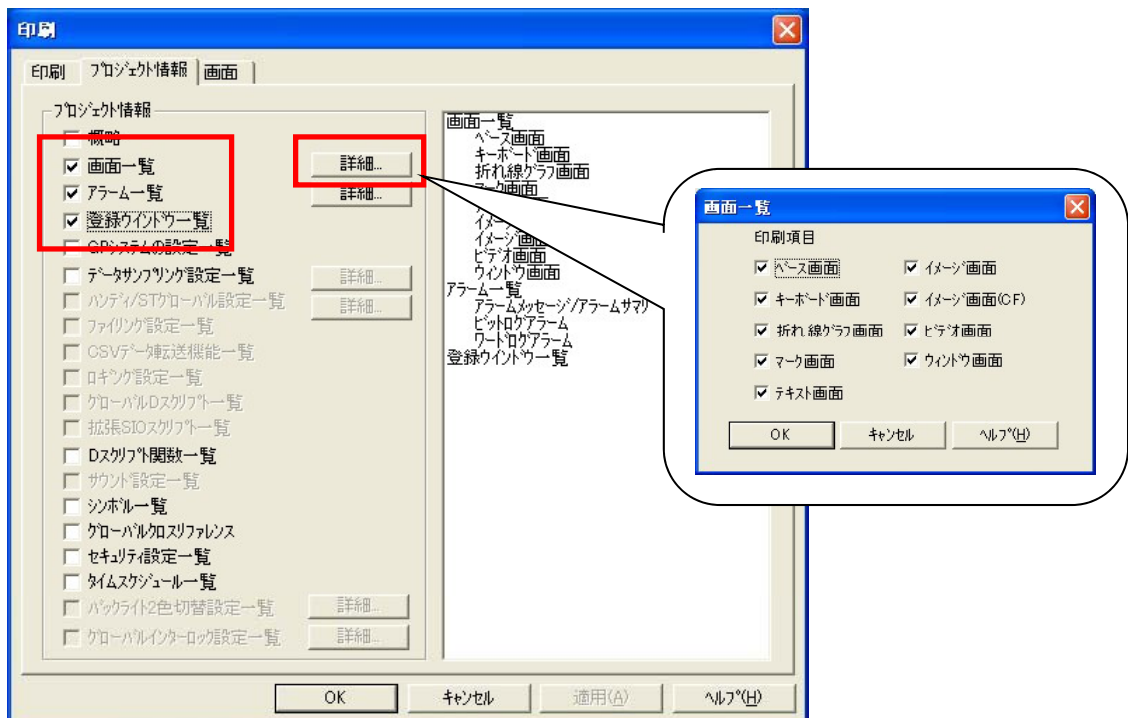 印刷
印刷 プロジェクト情報 画面
プロジェクト情報
概略
画面一覧 詳細...
アラーム一覧 詳細...
登録ウインドウ一覧
GPシステムの設定一覧
データサンプリング設定一覧 詳細...
ハンディ/STグローバル設定一覧 詳細...
ファイリング設定一覧
CSVデータ転送機能一覧
ロギング設定一覧
グローバルDスクリプト一覧
拡張SIOスクリプト一覧
Dスクリプト関数一覧
サウンド設定一覧
シンボル一覧
グローバルクロスリファレンス
セキュリティ設定一覧
タイムスケジュール一覧
バックライト2色切替設定一覧 詳細...
グローバルインターロック設定一覧 詳細...
画面一覧
ベース画面
キーボード画面
折れ線グラフ画面
マーク画面
イメージ
イメージ画面
ビデオ画面
ウィンドウ画面
アラーム一覧
アラームメッセージ/アラームサマリ
ビットログアラーム
ワードログアラーム
登録ウインドウ一覧
画面一覧
印刷項目
ベース画面 イメージ画面
キーボード画面 イメージ画面(CF)
折れ線グラフ画面 ビデオ画面
マーク画面 ウィンドウ画面
テキスト画面
OK キャンセル ヘルプ(H)
OK キャンセル 適用(A) ヘルプ(H)